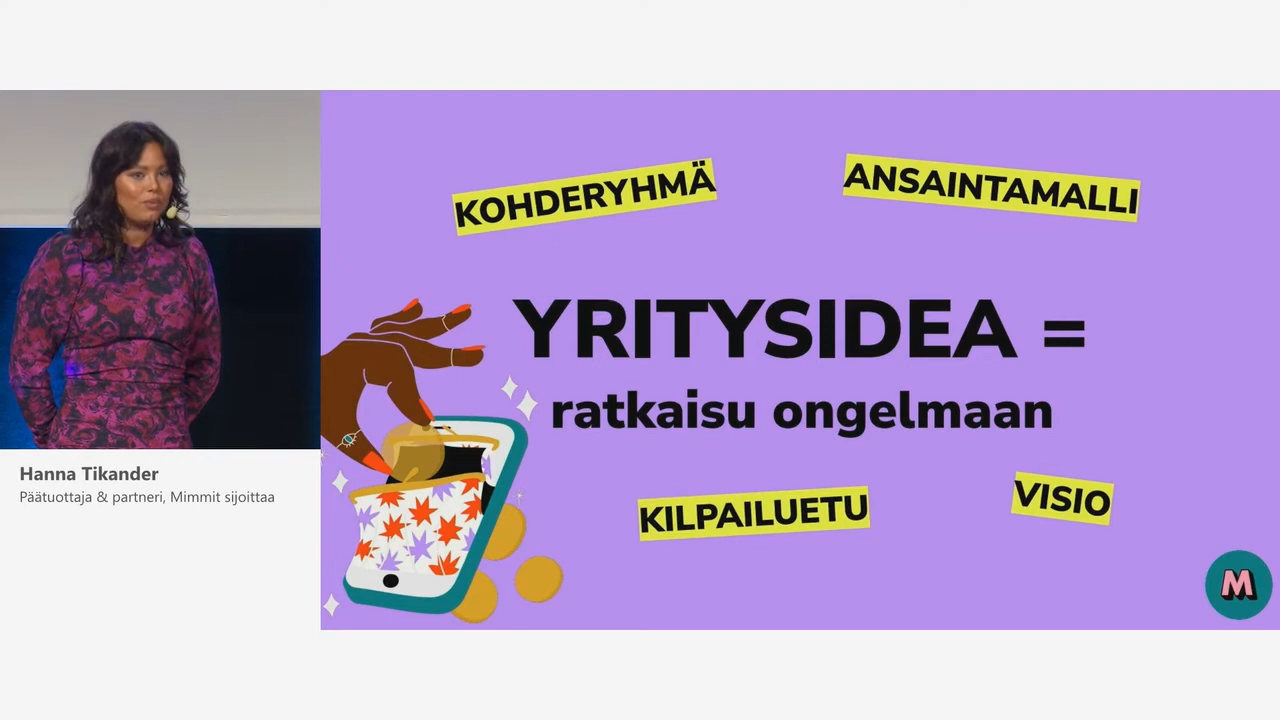 KOHDERYHMÄ
ANSAINTAMALLI
YRITYSIDEA =
ratkaisu ongelmaan
KILPAILUETU
VISIO
M
Hanna Tikander
Päätuottaja & partneri, Mimmit sijoittaa